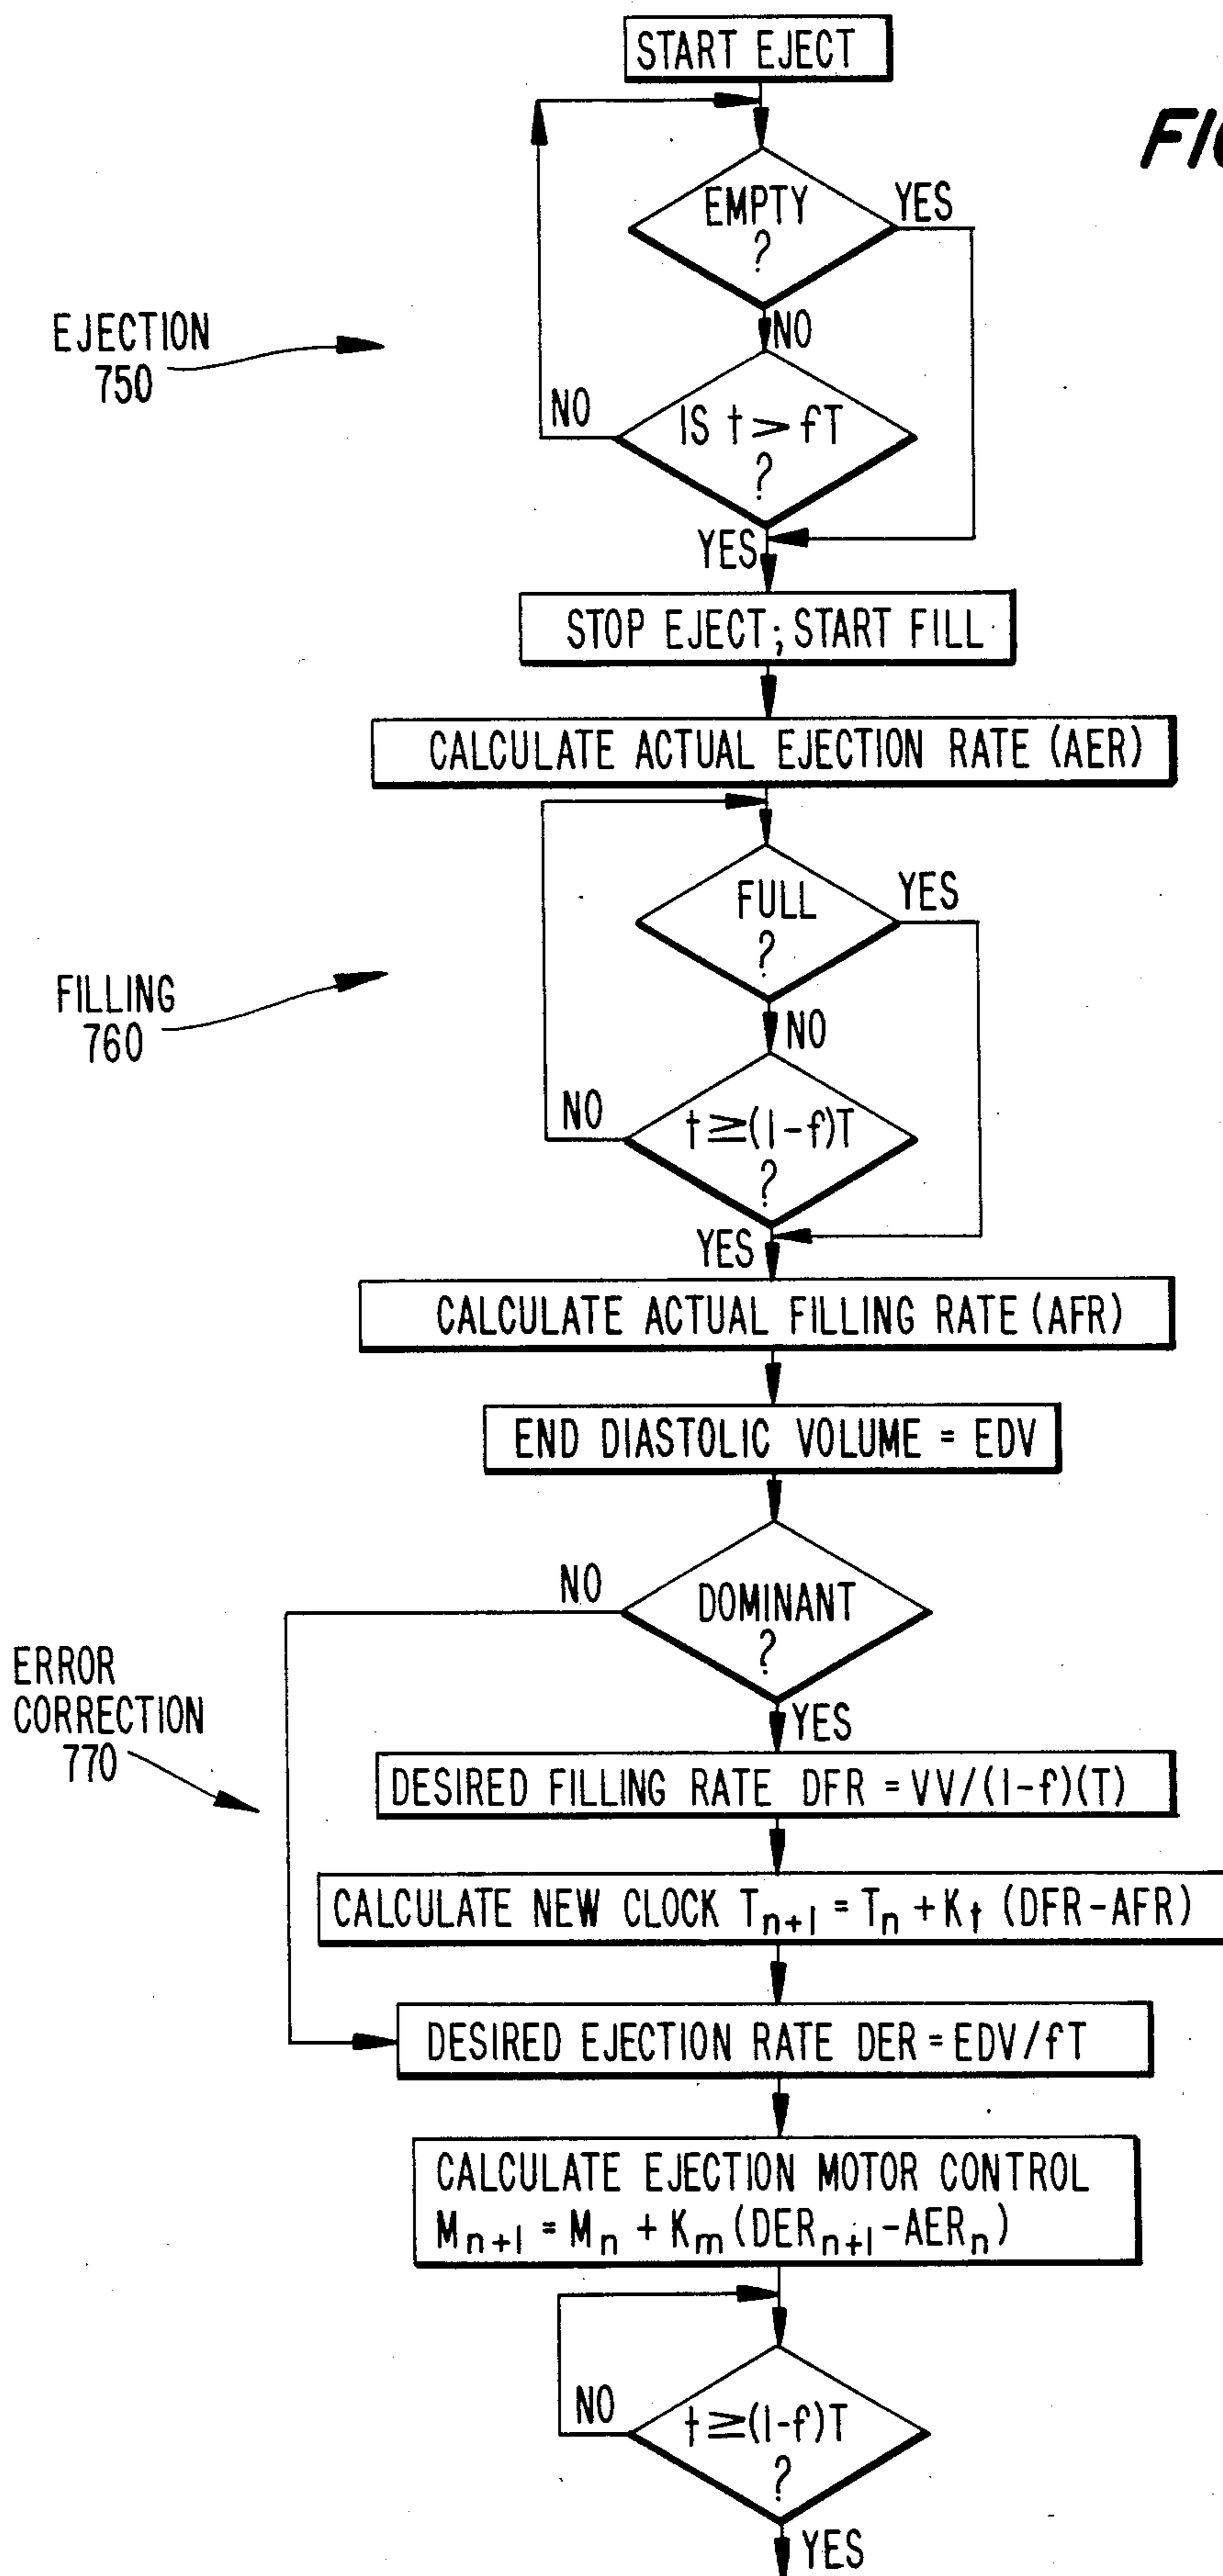 START EJECT
FIG
EMPTY
?
YES
NO
EJECTION
750
IS t > fT
?
NO
YES
STOP EJECT; START FILL
CALCULATE ACTUAL EJECTION RATE (AER)
FULL
?
YES
NO
FILLING
760
t ≧ (1-f)T
?
NO
YES
CALCULATE ACTUAL FILLING RATE (AFR)
END DIASTOLIC VOLUME = EDV
DOMINANT
?
NO
YES
ERROR
CORRECTION
770
DESIRED FILLING RATE DFR = VV/(1-f)(T)
CALCULATE NEW CLOCK Tn+1 = Tn + Kt (DFR-AFR)
DESIRED EJECTION RATE DER = EDV/fT
CALCULATE EJECTION MOTOR CONTROL
Mn+1 = Mn + Km (DERn+1-AERn)
t ≧ (1-f)T
?
NO
YES